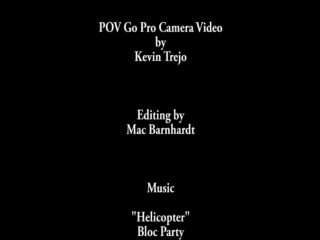 POV Go Pro Camera Video
by
Kevin Trejo
Editing by
Mac Barnhardt
Music
"Helicopter"
Bloc Party